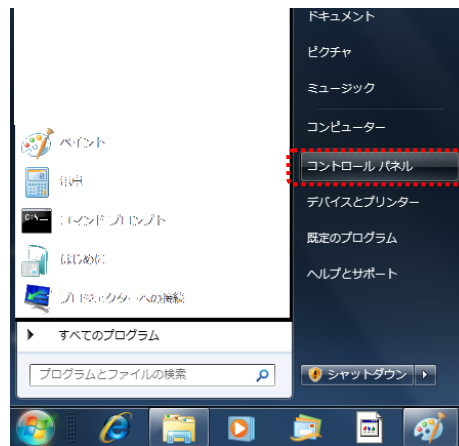 ペイント
電卓
コマンド プロンプト
はじめに
プロジェクターへの接続
すべてのプログラム
プログラムとファイルの検索
ドキュメント
ピクチャ
ミュージック
コンピューター
コントロール パネル
デバイスとプリンター
既定のプログラム
ヘルプとサポート
シャットダウン